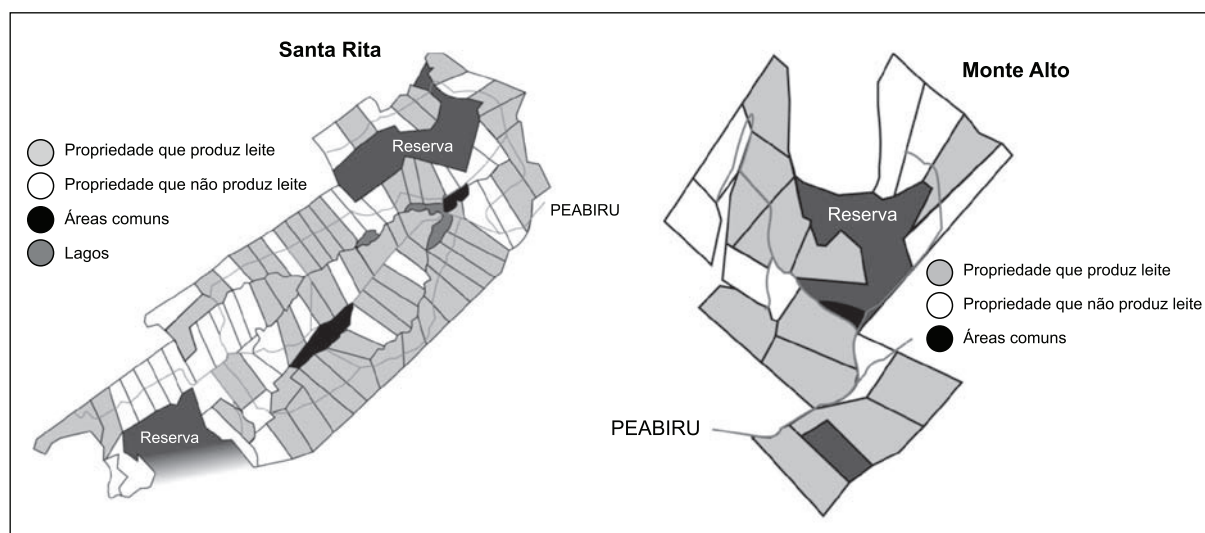 Santa Rita
Propriedade que produz leite
Propriedade que não produz leite
Áreas comuns
Lagos
Reserva
PEABIRU
Reserva
Monte Alto
Reserva
Propriedade que produz leite
Propriedade que não produz leite
Áreas comuns
PEABIRU